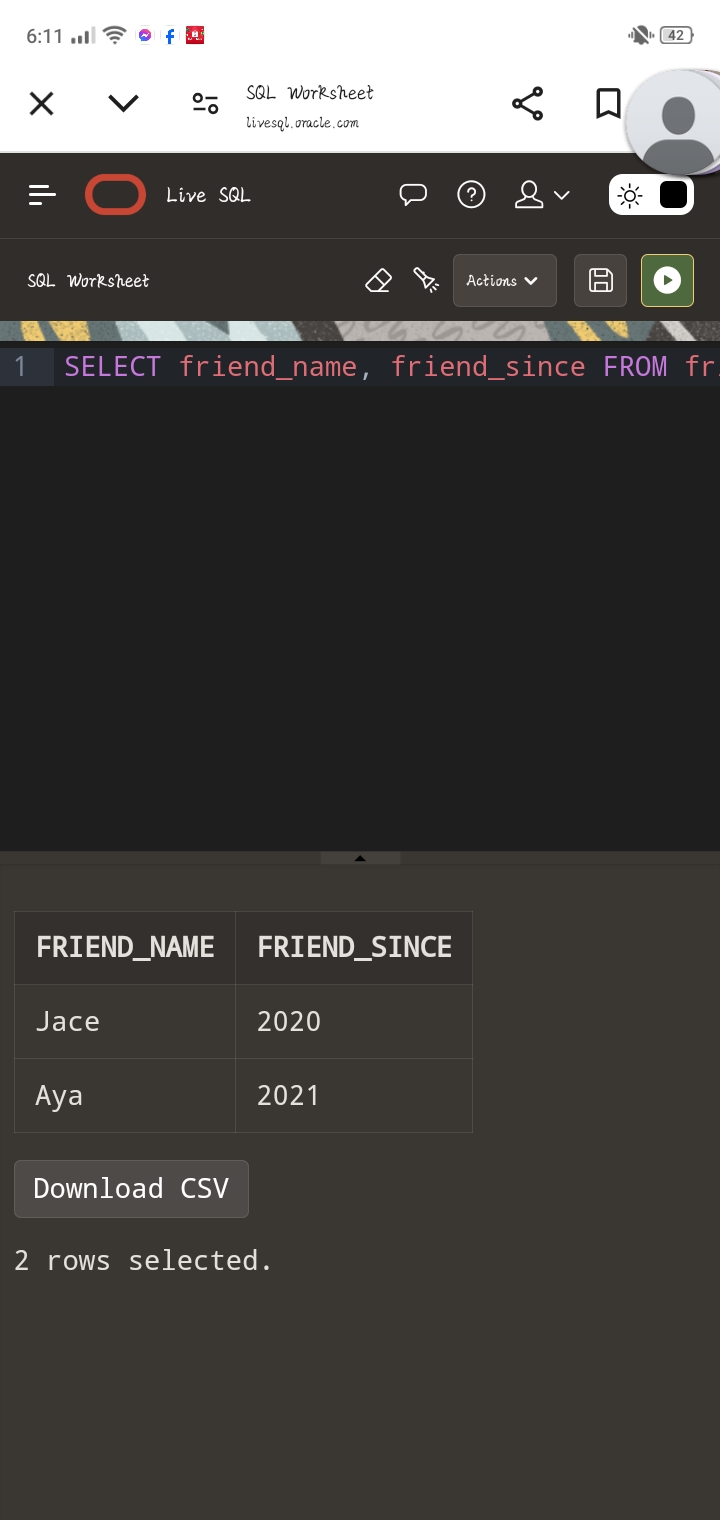 6:11
42
SQL Worksheet
livesql.oracle.com
Live SQL
SQL Worksheet
Actions
1 SELECT friend_name, friend_since FROM fr
FRIEND_NAME FRIEND_SINCE
Jace 2020
Aya 2021
Download CSV
2 rows selected.